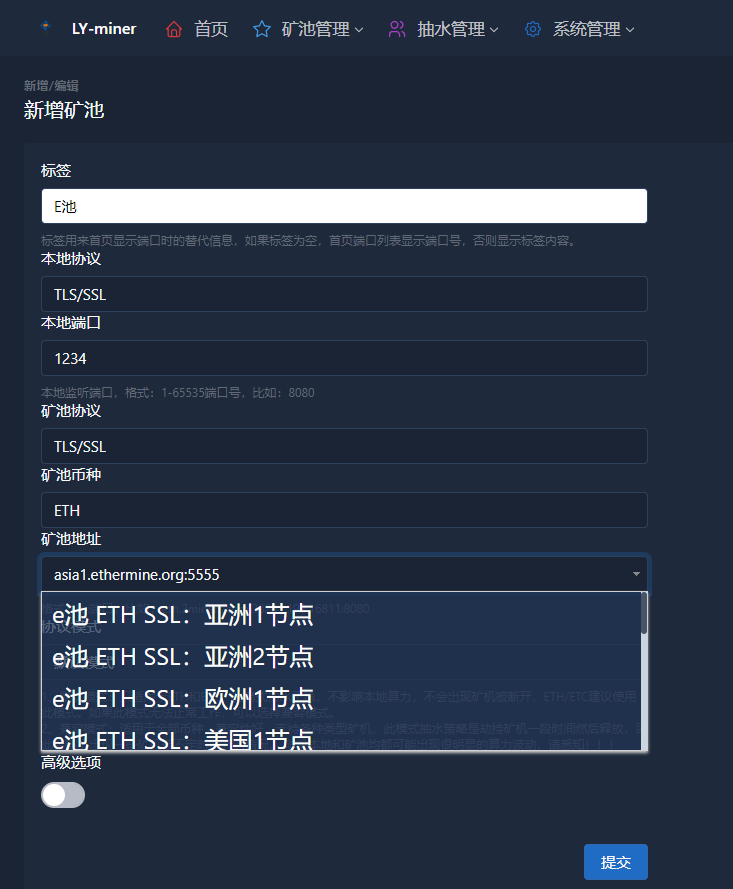 LY-miner 首页 矿池管理 抽水管理 系统管理
新增/编辑
新增矿池
标签
E池
标签用来首页显示端口时的替代信息，如果标签为空，首页端口列表显示端口号，否则显示标签内容。
本地协议
TLS/SSL
本地端口
1234
本地监听端口，格式：1-65535端口号，比如：8080
矿池协议
TLS/SSL
矿池币种
ETH
矿池地址
asia1.ethermine.org:5555
e池 ETH SSL：亚洲1节点
协议模式
e池 ETH SSL：亚洲2节点
e池 ETH SSL：欧洲1节点
e池 ETH SSL：美国1节点
高级选项
提交